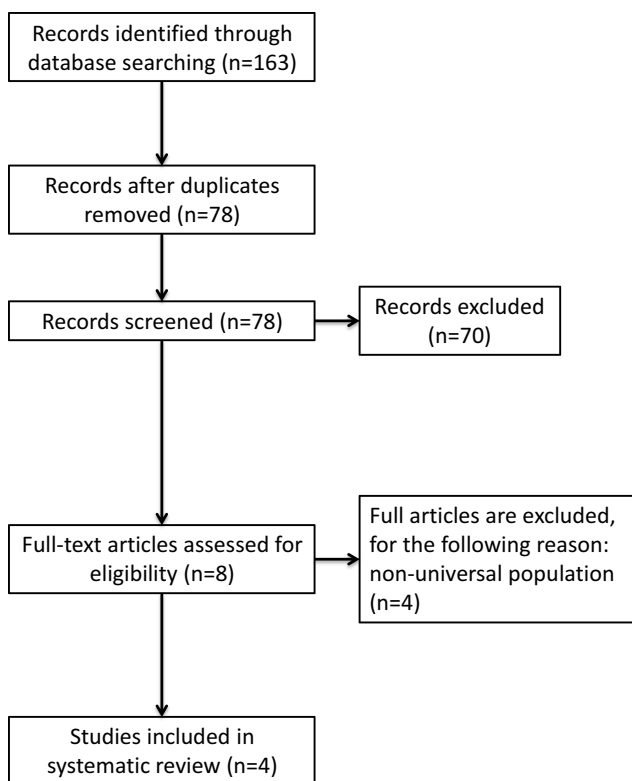 Records identified through
database searching (n=163)
Records after duplicates
removed (n=78)
Records screened (n=78)
Records excluded
(n=70)
Full-text articles assessed for
eligibility (n=8)
Full articles are excluded,
for the following reason:
non-universal population
(n=4)
Studies included in
systematic review (n=4)